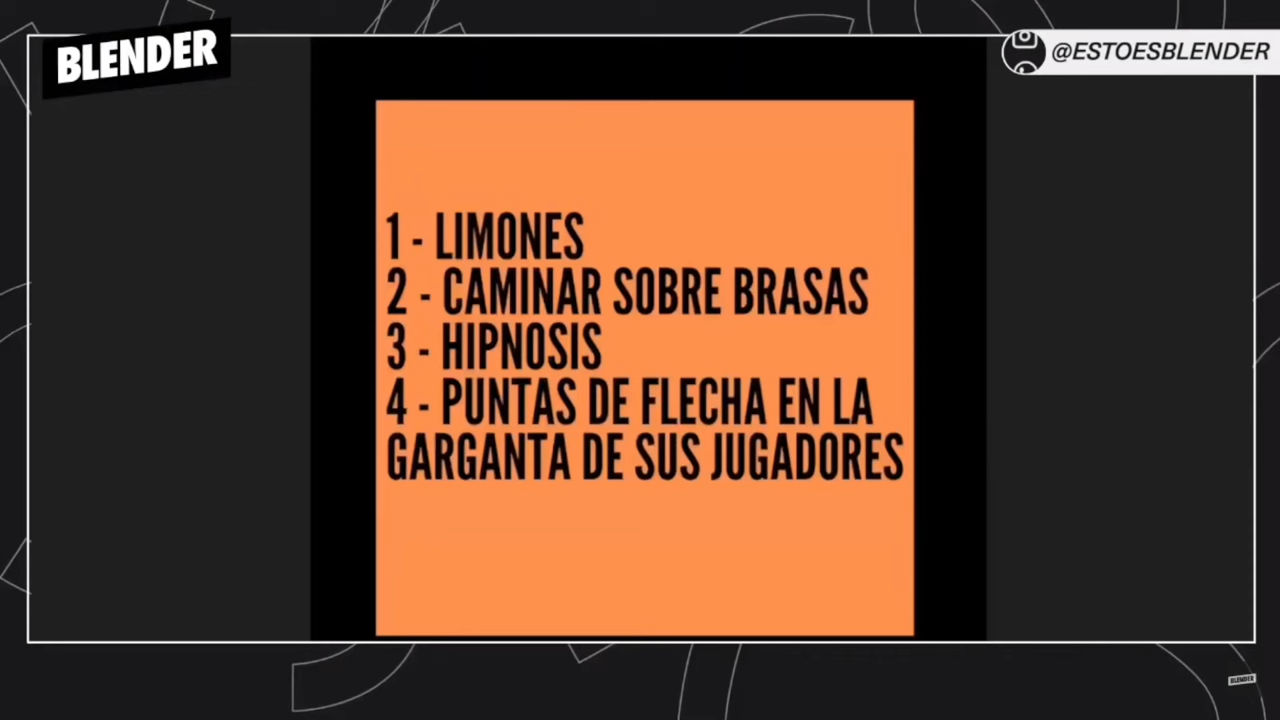 BLENDER
@ESTOESBLENDER
1 - LIMONES
2 - CAMINAR SOBRE BRASAS
3 - HIPNOSIS
4 - PUNTAS DE FLECHA EN LA
GARGANTA DE SUS JUGADORES
BLENDER